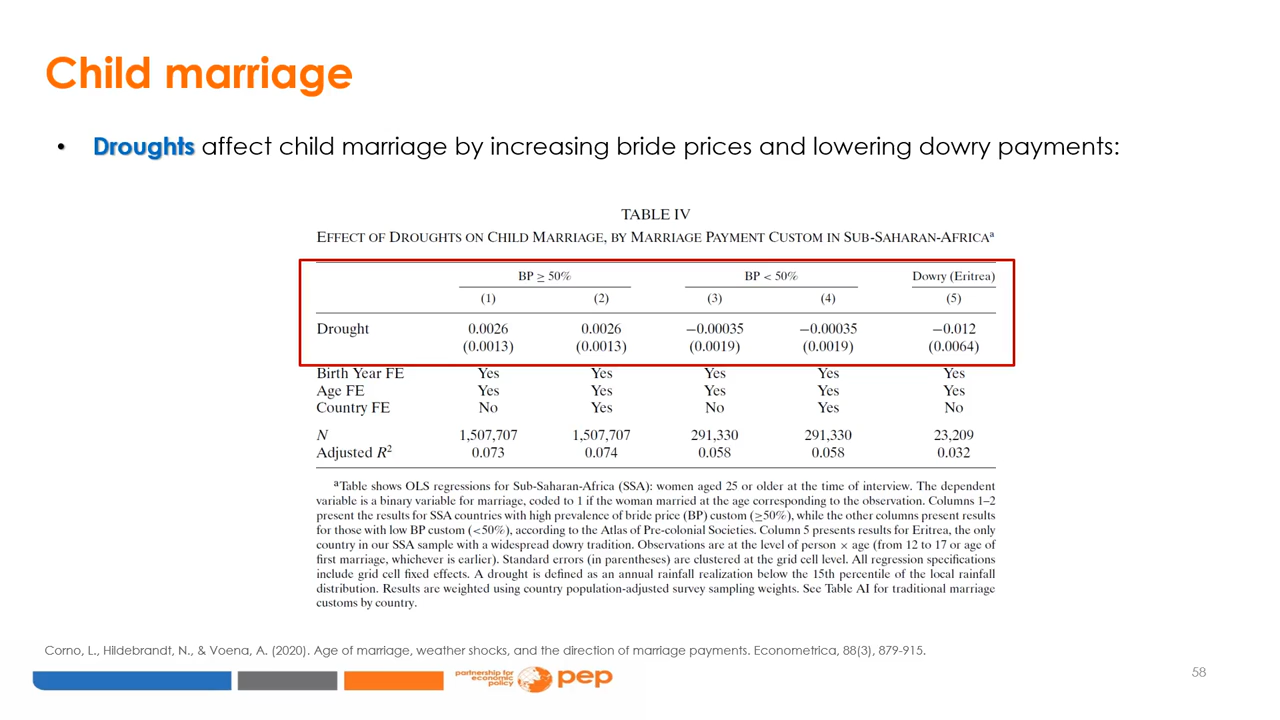 Child marriage
• Droughts affect child marriage by increasing bride prices and lowering dowry payments:
TABLE IV
EFFECT OF DROUGHTS ON CHILD MARRIAGE, BY MARRIAGE PAYMENT CUSTOM IN SUB-SAHARAN-AFRICAᵃ
BP ≥ 50% BP < 50% Dowry (Eritrea)
(1) (2) (3) (4) (5)
Drought 0.0026 0.0026 −0.00035 −0.00035 −0.012
(0.0013) (0.0013) (0.0019) (0.0019) (0.0064)
Birth Year FE Yes Yes Yes Yes Yes
Age FE Yes Yes Yes Yes Yes
Country FE No Yes No Yes No
N 1,507,707 1,507,707 291,330 291,330 23,209
Adjusted R² 0.073 0.074 0.058 0.058 0.032
ᵃTable shows OLS regressions for Sub-Saharan-Africa (SSA): women aged 25 or older at the time of interview. The dependent
variable is a binary variable for marriage, coded to 1 if the woman married at the age corresponding to the observation. Columns 1–2
present the results for SSA countries with high prevalence of bride price (BP) custom (≥50%), while the other columns present results
for those with low BP custom (<50%), according to the Atlas of Pre-colonial Societies. Column 5 presents results for Eritrea, the only
country in our SSA sample with a widespread dowry tradition. Observations are at the level of person × age (from 12 to 17 or age of
first marriage, whichever is earlier). Standard errors (in parentheses) are clustered at the grid cell level. All regression specifications
include grid cell fixed effects. A drought is defined as an annual rainfall realization below the 15th percentile of the local rainfall
distribution. Results are weighted using country population-adjusted survey sampling weights. See Table AI for traditional marriage
customs by country.
Corno, L., Hildebrandt, N., & Voena, A. (2020). Age of marriage, weather shocks, and the direction of marriage payments. Econometrica, 88(3), 879-915.
partnership for
economic
policy
pep
58